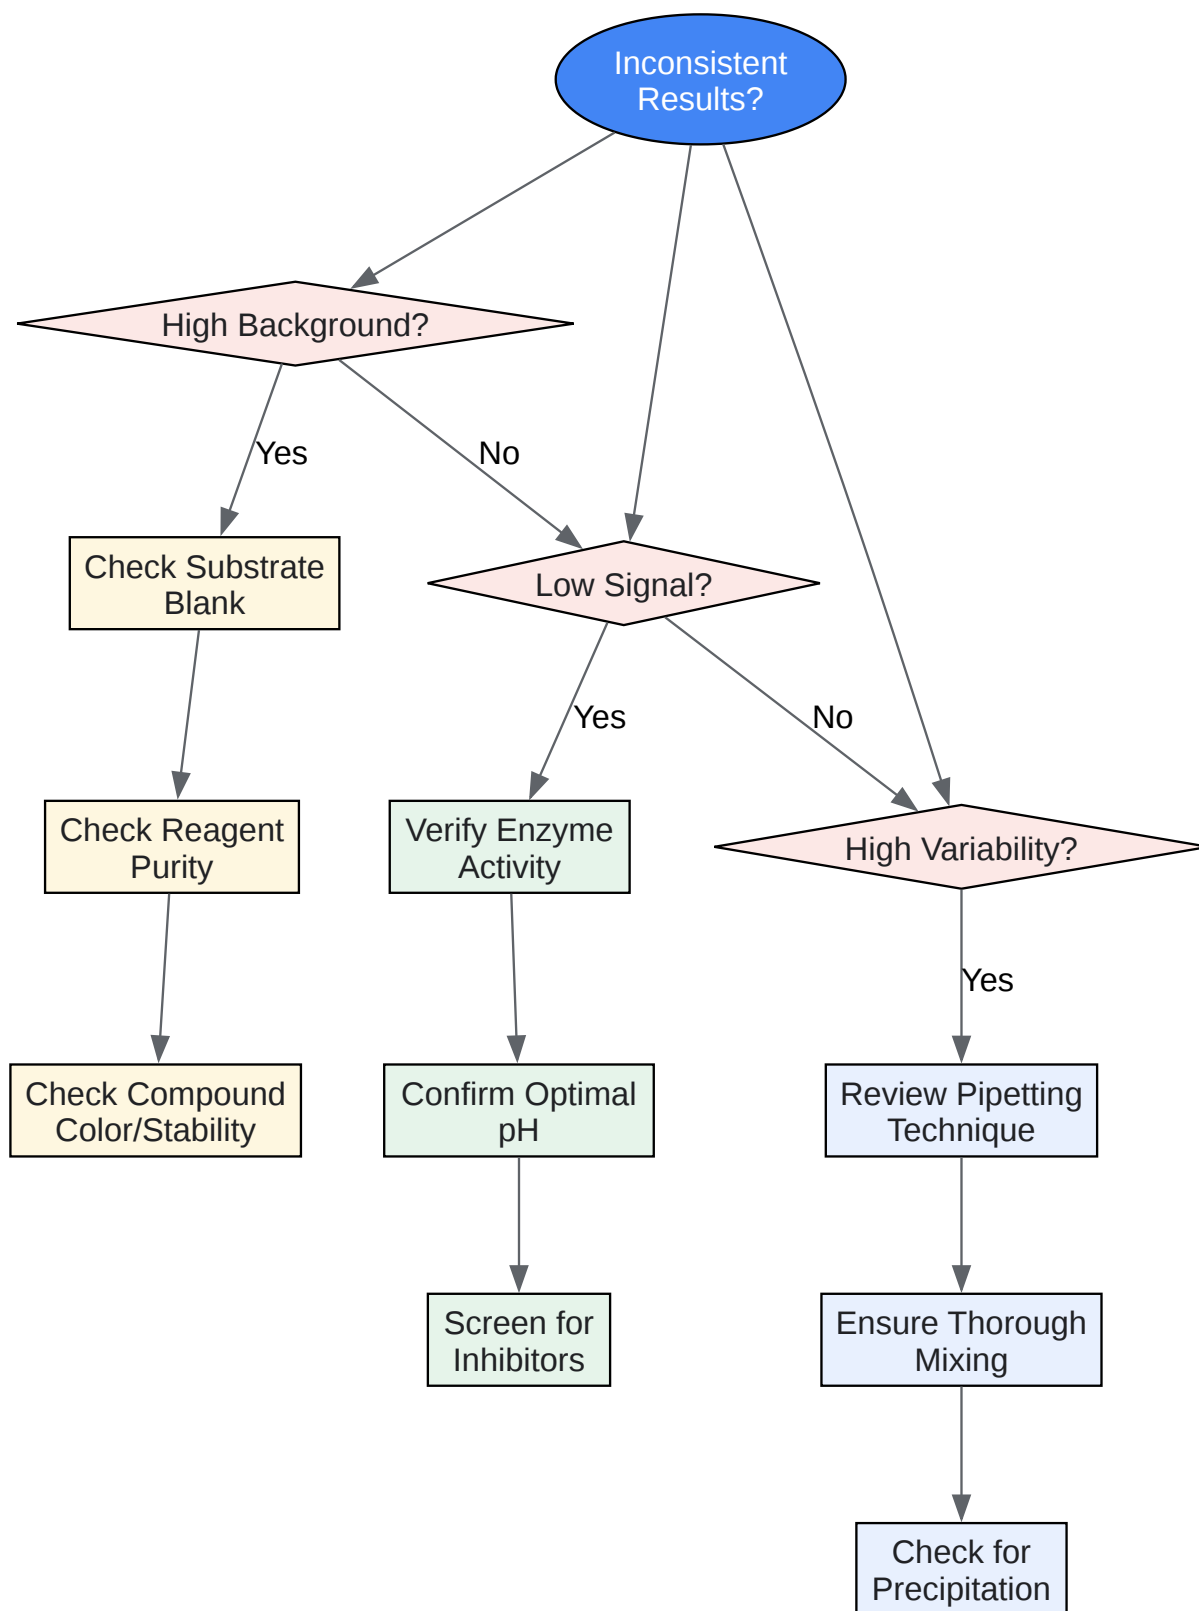 Inconsistent
Results?
High Background?
Yes
No
Check Substrate
Blank
Low Signal?
Yes
No
Check Reagent
Purity
Verify Enzyme
Activity
High Variability?
Yes
Check Compound
Color/Stability
Confirm Optimal
pH
Review Pipetting
Technique
Screen for
Inhibitors
Ensure Thorough
Mixing
Check for
Precipitation